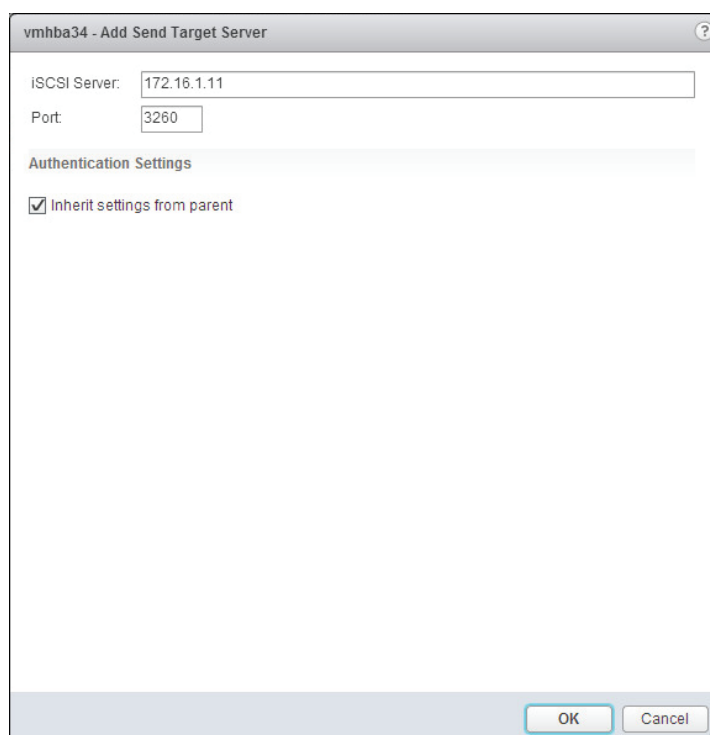 vmhba34 - Add Send Target Server ?
iSCSI Server: 172.16.1.11
Port: 3260
Authentication Settings
Inherit settings from parent
OK Cancel